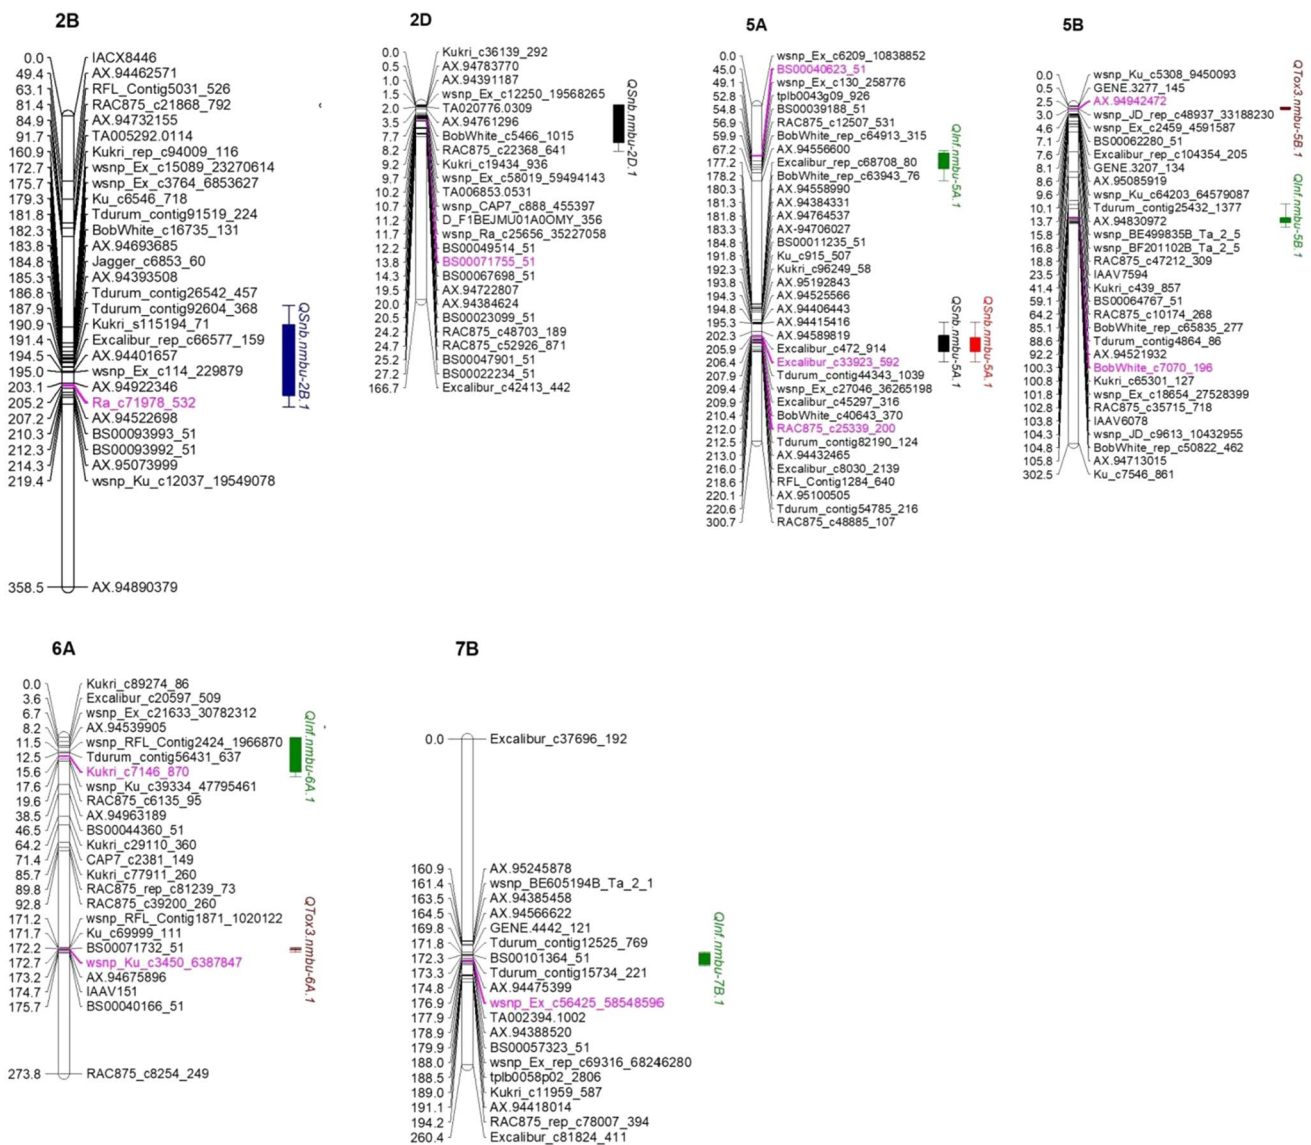 2B
0.0 IACX8446
49.4 AX.94462571
63.1 RFL_Contig5031_526
81.4 RAC875_c21868_792
84.9 AX.94732155
91.7 TA005292.0114
160.9 Kukri_rep_c94009_116
172.7 wsnp_Ex_c15089_23270614
175.7 wsnp_Ex_c3764_6853627
179.3 Ku_c6546_718
181.8 Tdurum_contig91519_224
182.3 BobWhite_c16735_131
183.8 AX.94693685
184.8 Jagger_c6853_60
185.3 AX.94393508
186.8 Tdurum_contig26542_457
187.9 Tdurum_contig92604_368
190.9 Kukri_s115194_71
191.4 Excalibur_rep_c66577_159
194.5 AX.94401657
195.0 wsnp_Ex_c114_229879
203.1 AX.94922346
205.2 Ra_c71978_532
207.2 AX.94522698
210.3 BS00093993_51
212.3 BS00093992_51
214.3 AX.95073999
219.4 wsnp_Ku_c12037_19549078
358.5 AX.94890379
QSnb.nmbu-2B.1
2D
0.0 Kukri_c36139_292
0.5 AX.94783770
1.0 AX.94391187
1.5 wsnp_Ex_c12250_19568265
2.0 TA020776.0309
3.5 AX.94761296
7.7 BobWhite_c5466_1015
8.2 RAC875_c22368_641
9.2 Kukri_c19434_936
9.7 wsnp_Ex_c58019_59494143
10.2 TA006853.0531
10.7 wsnp_CAP7_c888_455397
11.2 D_F1BEJMU01A0OMY_356
11.7 wsnp_Ra_c25656_35227058
12.2 BS00049514_51
13.8 BS00071755_51
14.3 BS00067698_51
19.5 AX.94722807
20.0 AX.94384624
20.5 BS00023099_51
24.2 RAC875_c48703_189
24.7 RAC875_c52926_871
25.2 BS00047901_51
27.2 BS00022234_51
166.7 Excalibur_c42413_442
QSnb.nmbu-2D.1
5A
0.0 wsnp_Ex_c6209_10838852
45.0 BS00040623_51
49.1 wsnp_Ex_c130_258776
52.8 tplb0043g09_926
54.8 BS00039188_51
56.9 RAC875_c12507_531
59.9 BobWhite_rep_c64913_315
67.2 AX.94556600
177.2 Excalibur_rep_c68708_80
178.2 BobWhite_rep_c63943_76
180.3 AX.94558990
181.3 AX.94384331
181.8 AX.94764537
183.3 AX-94706027
184.8 BS00011235_51
191.8 Ku_c915_507
192.3 Kukri_c96249_58
193.8 AX.95192843
194.3 AX.94525566
194.8 AX.94406443
195.3 AX.94415416
202.3 AX.94589819
205.9 Excalibur_c472_914
206.4 Excalibur_c33923_592
207.9 Tdurum_contig44343_1039
209.4 wsnp_Ex_c27046_36265198
209.9 Excalibur_c45297_316
210.4 BobWhite_c40643_370
212.0 RAC875_c25339_200
212.5 Tdurum_contig82190_124
213.0 AX.94432465
216.0 Excalibur_c8030_2139
218.6 RFL_Contig1284_640
220.1 AX.95100505
220.6 Tdurum_contig54785_216
300.7 RAC875_c48885_107
QInf.nmbu-5A.1
QSnb.nmbu-5A.1
QSnb.nmbu-5A.1
5B
0.0 wsnp_Ku_c5308_9450093
0.5 GENE.3277_145
2.5 AX.94942472
3.0 wsnp_JD_rep_c48937_33188230
4.6 wsnp_Ex_c2459_4591587
7.1 BS00062280_51
7.6 Excalibur_rep_c104354_205
8.1 GENE.3207_134
8.6 AX.95085919
9.6 wsnp_Ku_c64203_64579087
10.1 Tdurum_contig25432_1377
13.7 AX.94830972
15.8 wsnp_BE499835B_Ta_2_5
16.8 wsnp_BF201102B_Ta_2_5
18.8 RAC875_c47212_309
23.5 IAAV7594
41.4 Kukri_c439_857
59.1 BS00064767_51
64.2 RAC875_c10174_268
85.1 BobWhite_rep_c65835_277
88.6 Tdurum_contig4864_86
92.2 AX.94521932
100.3 BobWhite_c7070_196
100.8 Kukri_c65301_127
101.8 wsnp_Ex_c18654_27528399
102.8 RAC875_c35715_718
103.8 IAAV6078
104.3 wsnp_JD_c9613_10432955
104.8 BobWhite_rep_c50822_462
105.8 AX.94713015
302.5 Ku_c7546_861
QTox3.nmbu-5B.1
QInf.nmbu-5B.1
6A
0.0 Kukri_c89274_86
3.6 Excalibur_c20597_509
6.7 wsnp_Ex_c21633_30782312
8.2 AX.94539905
11.5 wsnp_RFL_Contig2424_1966870
12.5 Tdurum_contig56431_637
15.6 Kukri_c7146_870
17.6 wsnp_Ku_c39334_47795461
19.6 RAC875_c6135_95
38.5 AX.94963189
46.5 BS00044360_51
64.2 Kukri_c29110_360
71.4 CAP7_c2381_149
85.7 Kukri_c77911_260
89.8 RAC875_rep_c81239_73
92.8 RAC875_c39200_260
171.2 wsnp_RFL_Contig1871_1020122
171.7 Ku_c69999_111
172.2 BS00071732_51
172.7 wsnp_Ku_c3450_6387847
173.2 AX.94675896
174.7 IAAV151
175.7 BS00040166_51
273.8 RAC875_c8254_249
QInf.nmbu-6A.1
QTox3.nmbu-6A.1
7B
0.0 Excalibur_c37696_192
160.9 AX.95245878
161.4 wsnp_BE605194B_Ta_2_1
163.5 AX.94385458
164.5 AX.94566622
169.8 GENE.4442_121
171.8 Tdurum_contig12525_769
172.3 BS00101364_51
173.3 Tdurum_contig15734_221
174.8 AX.94475399
176.9 wsnp_Ex_c56425_58548596
177.9 TA002394.1002
178.9 AX.94388520
179.9 BS00057323_51
188.0 wsnp_Ex_rep_c69316_68246280
188.5 tplb0058p02_2806
189.0 Kukri_c11959_587
191.1 AX.94418014
194.2 RAC875_rep_c78007_394
260.4 Excalibur_c81824_411
QInf.nmbu-7B.1